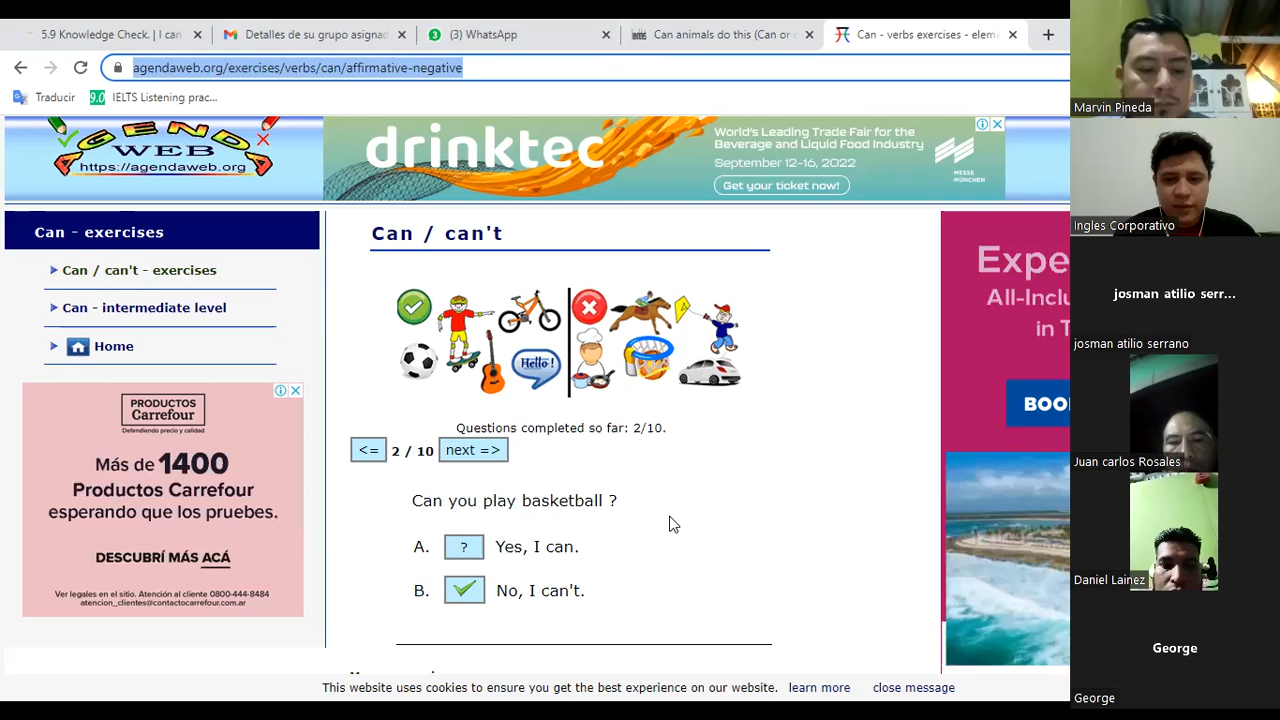 5.9 Knowledge Check. | I can
Detalles de su grupo asignad
3
(3) WhatsApp
Can animals do this (Can or c
Can - verbs exercises - eleme
agendaweb.org/exercises/verbs/can/affirmative-negative
Traducir
9.0
IELTS Listening prac...
AGENDA
WEB
https://agendaweb.org
drinktec
World's Leading Trade Fair for the
Beverage and Liquid Food Industry
September 12-16, 2022
Get your ticket now!
MESSE
MÜNCHEN
Can - exercises
Can / can't - exercises
Can - intermediate level
Home
PRODUCTOS
Carrefour
Defendiendo precio y calidad
Más de 1400
Productos Carrefour
esperando que los pruebes.
DESCUBRÍ MÁS ACÁ
Ver legales en el sitio. Atención al cliente 0800-444-8484
atencion_clientes@contactocarrefour.com.ar
Can / can't
Hello !
Questions completed so far: 2/10.
<=
2 / 10
next =>
Can you play basketball ?
A. ? Yes, I can.
B. No, I can't.
This website uses cookies to ensure you get the best experience on our website.
learn more
close message
Expe
All-Inclu
in T
BOO
Marvin Pineda
Ingles Corporativo
josman atilio serr...
josman atilio serrano
Juan carlos Rosales
Daniel Lainez
George
George